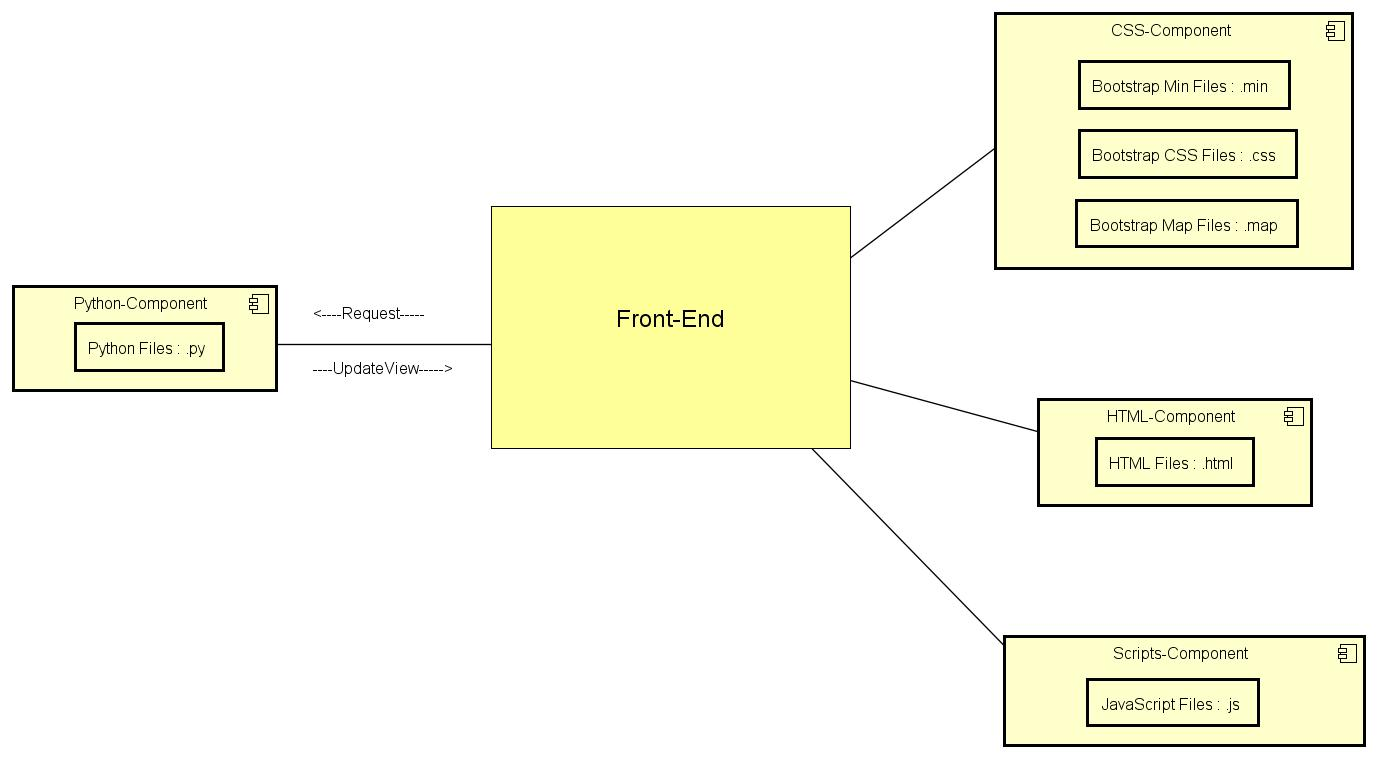 CSS-Component
Bootstrap Min Files : .min
Bootstrap CSS Files : .css
Bootstrap Map Files : .map
Python-Component
Python Files : .py
<----Request-----
----UpdateView----->
Front-End
HTML-Component
HTML Files : .html
Scripts-Component
JavaScript Files : .js